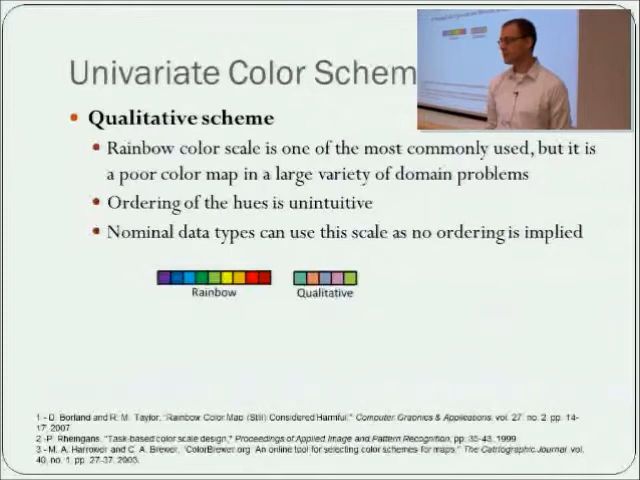 Univariate Color Schem
• Qualitative scheme
• Rainbow color scale is one of the most commonly used, but it is
a poor color map in a large variety of domain problems
• Ordering of the hues is unintuitive
• Nominal data types can use this scale as no ordering is implied
Rainbow Qualitative
1 - D. Borland and R. M. Taylor, "Rainbow Color Map (Still) Considered Harmful," Computer Graphics & Applications, vol. 27 no. 2 pp. 14-
17, 2007
2 -P. Rheingans, "Task-based color scale design," Proceedings of Applied Image and Pattern Recognition, pp. 35-43, 1999
3 - M. A. Harrower and C. A. Brewer, "ColorBrewer.org An online tool for selecting color schemes for maps," The Cartographic Journal, vol.
40, no. 1, pp. 27-37, 2003.